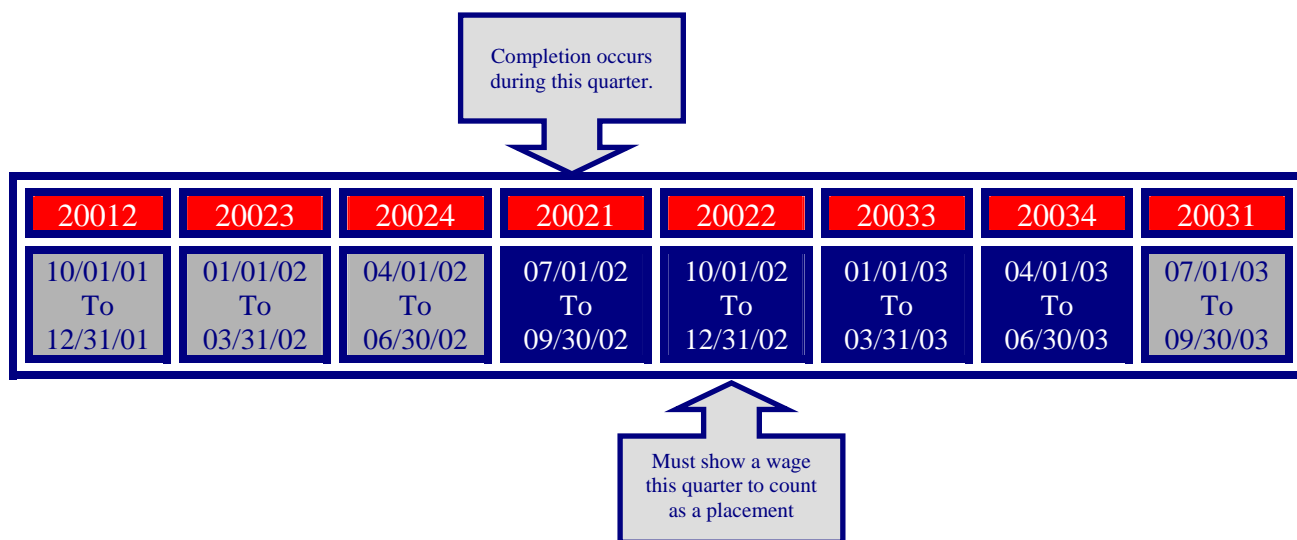 Completion occurs
during this quarter.
20012 20023 20024 20021 20022 20033 20034 20031
10/01/01 01/01/02 04/01/02 07/01/02 10/01/02 01/01/03 04/01/03 07/01/03
To To To To To To To To
12/31/01 03/31/02 06/30/02 09/30/02 12/31/02 03/31/03 06/30/03 09/30/03
Must show a wage
this quarter to count
as a placement